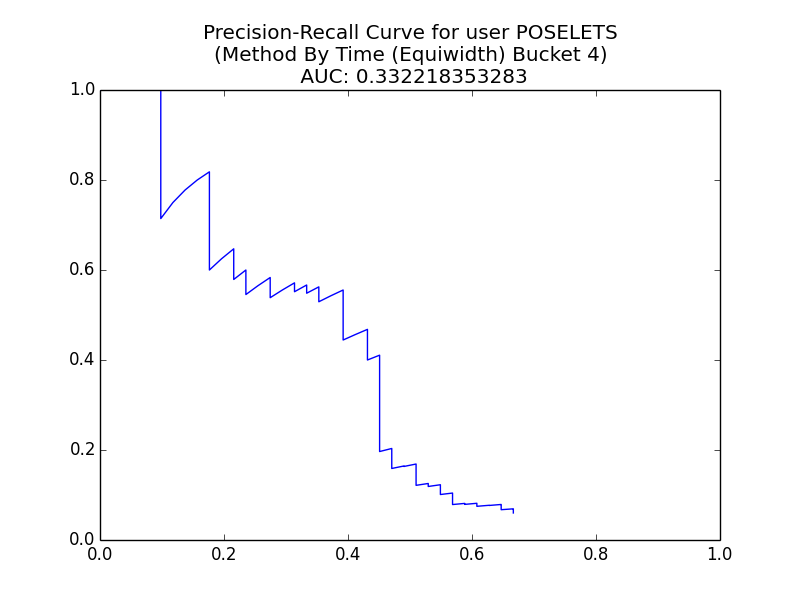 Precision-Recall Curve for user POSELETS
(Method By Time (Equiwidth) Bucket 4)
AUC: 0.332218353283
1.0
0.8
0.6
0.4
0.2
0.0
0.0 0.2 0.4 0.6 0.8 1.0